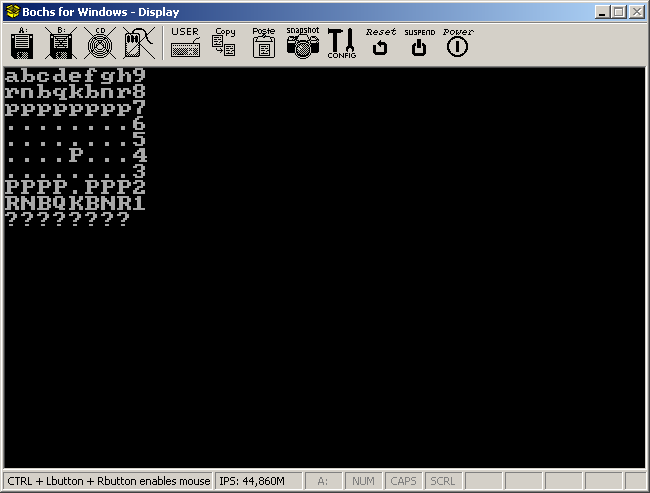 Bochs for Windows - Display
A: B: CD USER Copy Poste snapshot CONFIG Reset SUSPEND Power
abcdefgh9
rnbqkbnr8
pppppppp7
........6
........5
....P...4
........3
PPPP.PPP2
RNBQKBNR1
????????
CTRL + Lbutton + Rbutton enables mouse IPS: 44,860M A: NUM CAPS SCRL